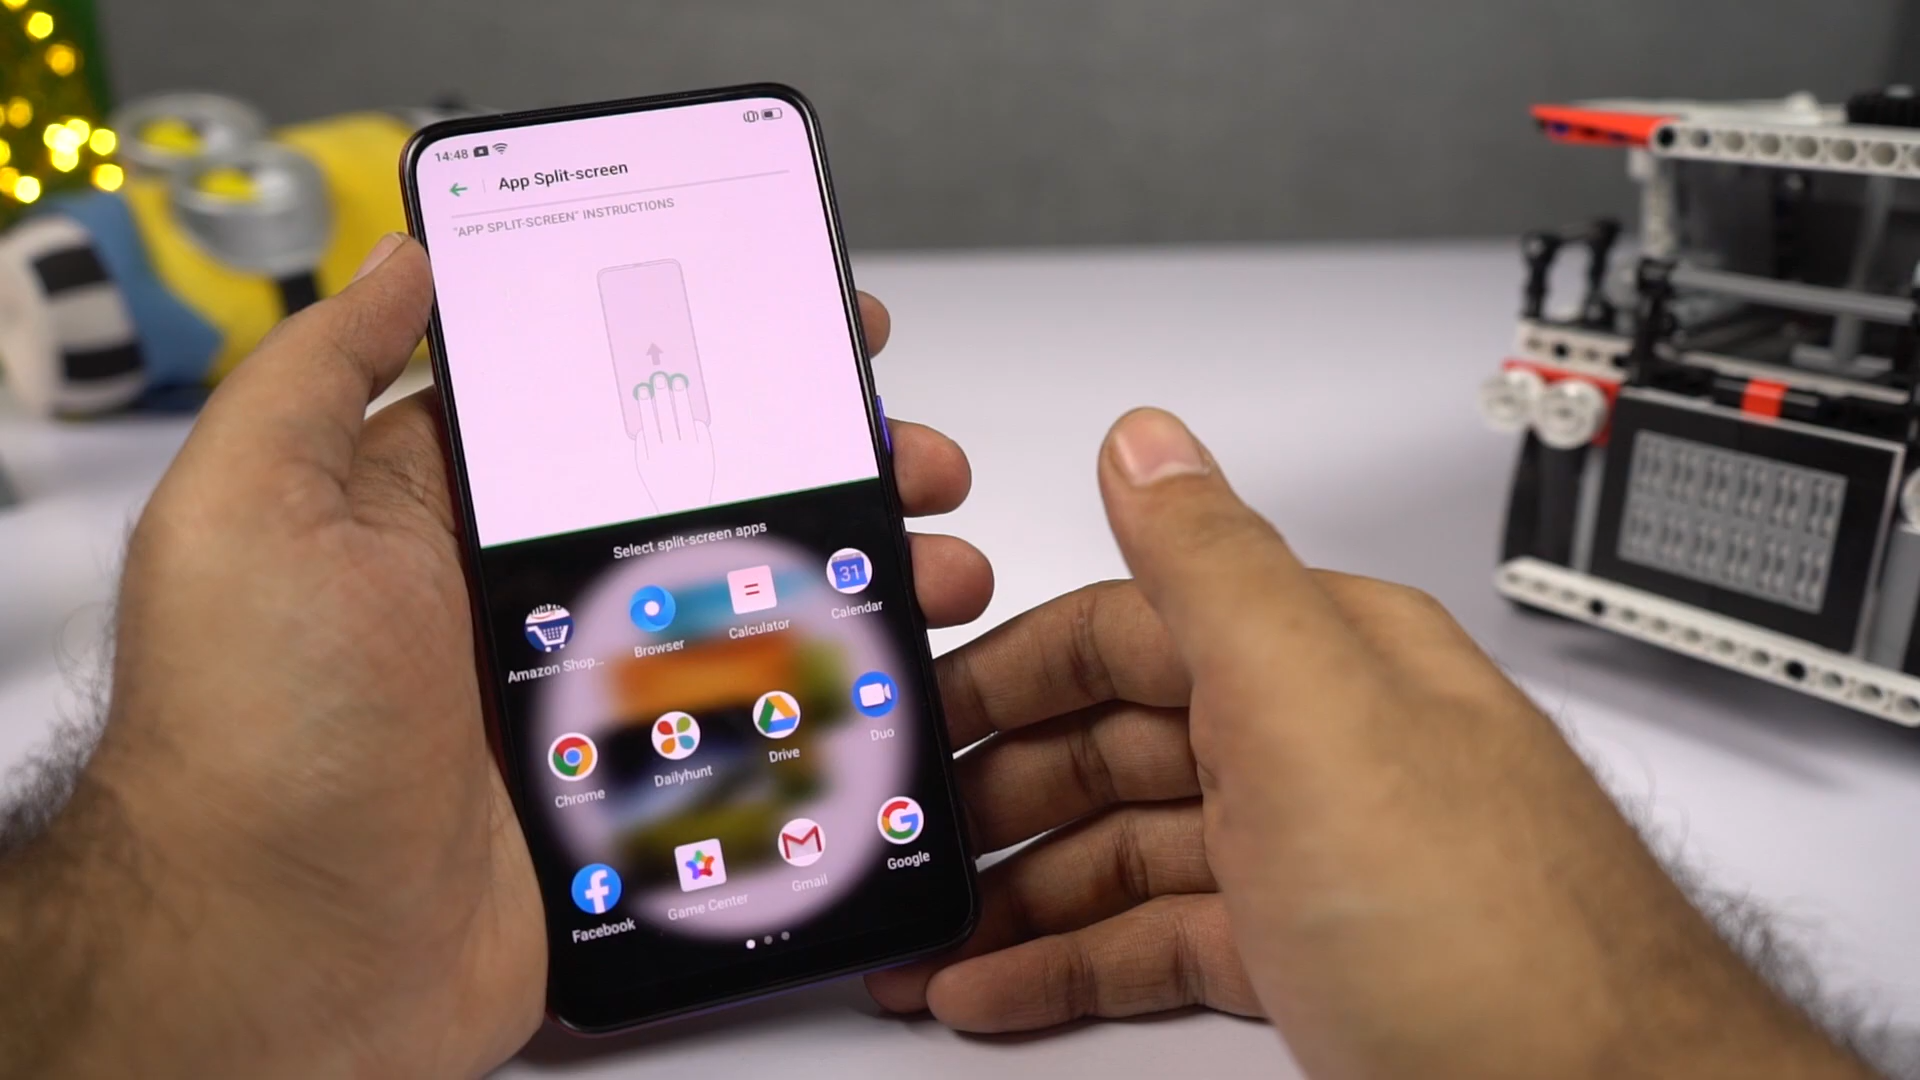 14:48
App Split-screen
"APP SPLIT-SCREEN" INSTRUCTIONS
Select split-screen apps
31
Amazon Shop...
Browser
Calculator
Calendar
Chrome
Dailyhunt
Drive
Duo
Facebook
Game Center
Gmail
Google